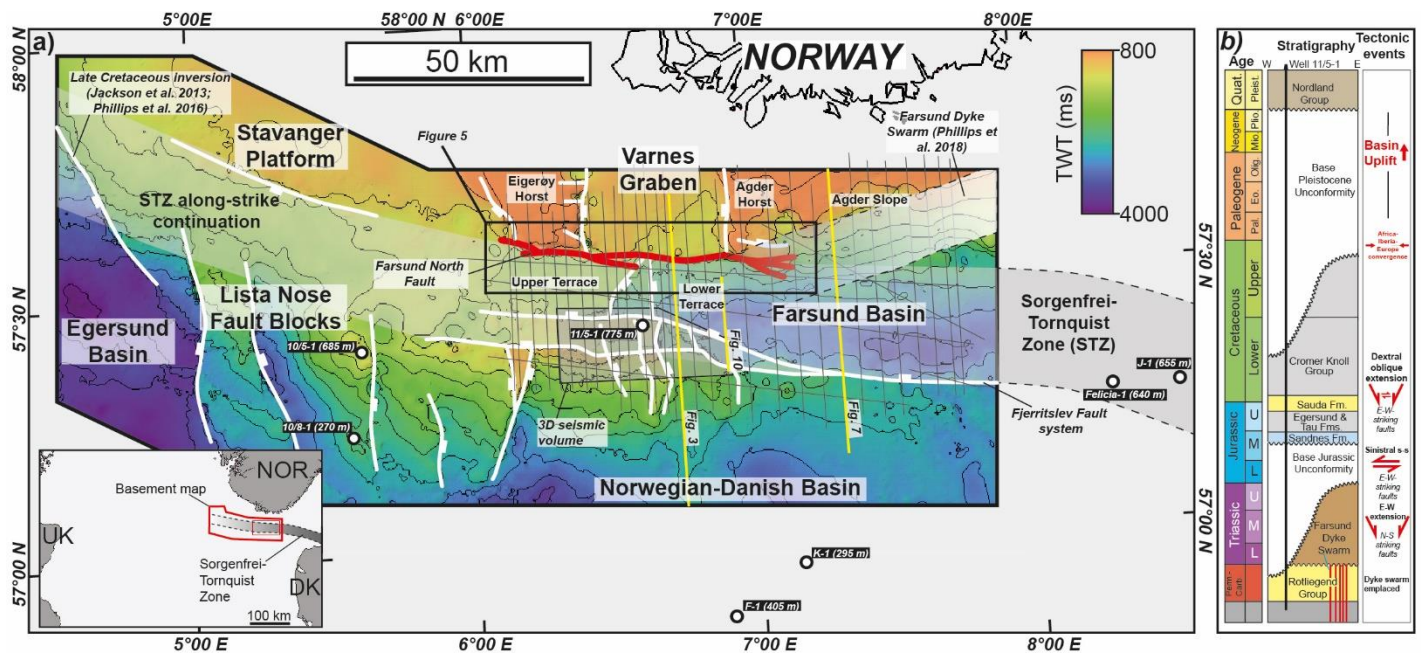 a)
5°00'E
58°00 N
6°00'E
7°00'E
8°00'E
58°00 N
Late Cretaceous inversion
(Jackson et al. 2013;
Phillips et al. 2016)
50 km
NORWAY
800
TWT (ms)
4000
Stavanger
Platform
Figure 5
Farsund Dyke
Swarm (Phillips et
al. 2018)
Varnes
Graben
Eigerøy
Horst
Agder
Horst
Agder Slope
STZ along-strike
continuation
57°30 N
57°30 N
Farsund North
Fault
Upper Terrace
Lower
Terrace
Farsund Basin
Sorgenfrei-
Tornquist
Zone (STZ)
Egersund
Basin
Lista Nose
Fault Blocks
10/5-1 (685 m)
11/5-1 (775 m)
Fig. 10
J-1 (655 m)
Felicia-1 (640 m)
10/8-1 (270 m)
3D seismic
volume
Fig. 3
Fig. 7
Fjerritslev Fault
system
Norwegian-Danish Basin
57°00 N
57°00 N
K-1 (295 m)
F-1 (405 m)
NOR
Basement map
UK
Sorgenfrei-
Tornquist
Zone
DK
100 km
5°00'E
6°00 E
7°00 E
8°00 E
b)
Stratigraphy
Tectonic
events
Age
W
Well 11/5-1
E
Quat.
Pleist.
Nordland
Group
Neogene
Plio.
Mio.
Paleogene
Olig.
Eo.
Pal.
Base
Pleistocene
Unconformity
Basin
Uplift
Africa-
Iberia-
Europe
convergence
Cretaceous
Upper
Lower
Cromer Knoll
Group
Dextral
oblique
extension
E-W-
striking
faults
Jurassic
U
M
L
Sauda Fm.
Egersund &
Tau Fms.
Sandnes Fm.
Base Jurassic
Unconformity
Sinistral s-s
E-W-
striking
faults
Triassic
U
M
L
E-W
extension
N-S
striking
faults
Farsund
Dyke
Swarm
Perm-
Carb.
Rotliegend
Group
Dyke swarm
emplaced